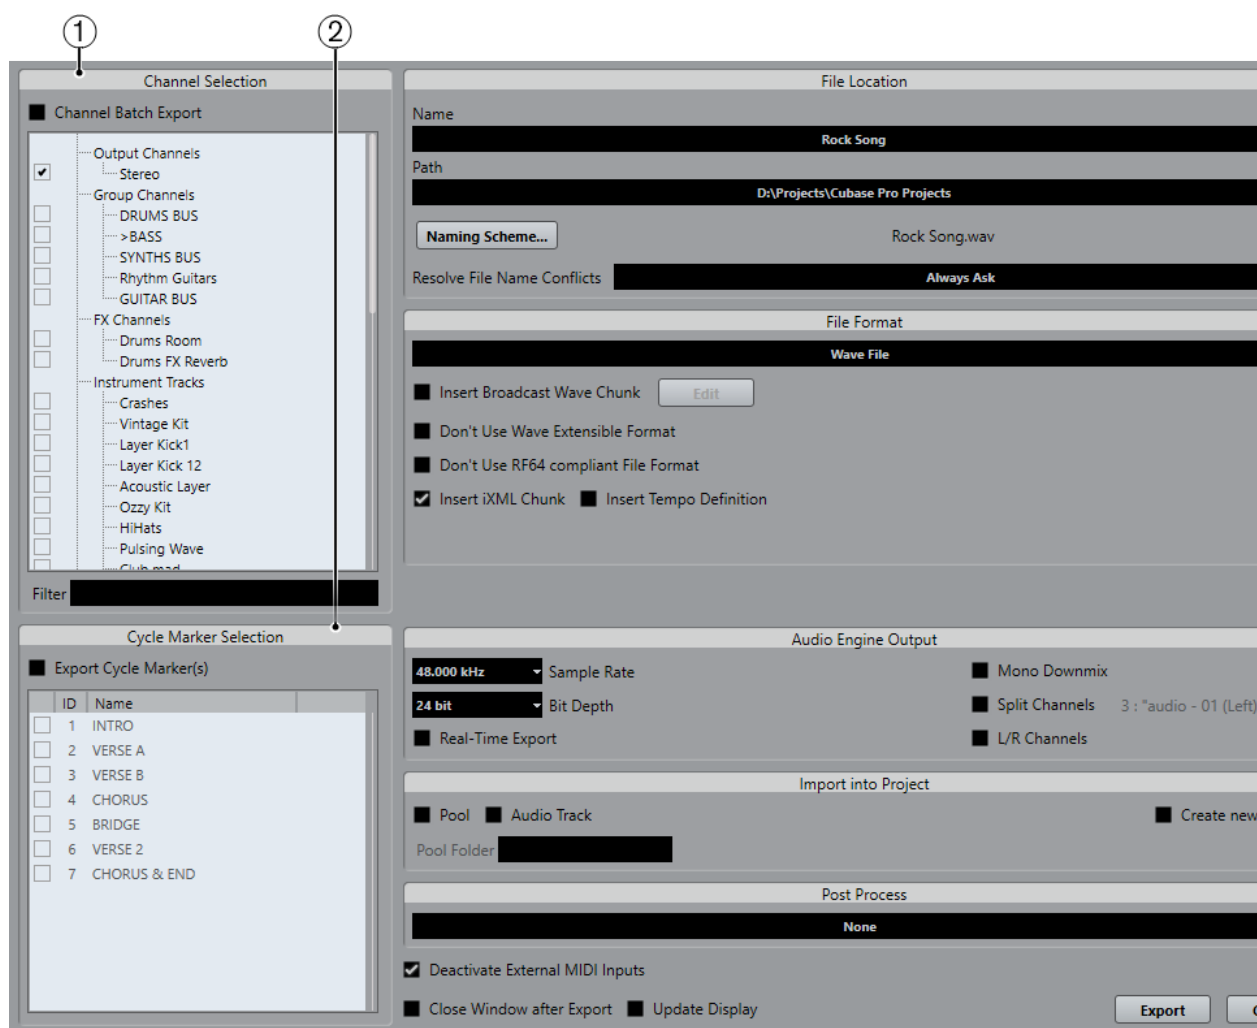 1
2
Channel Selection
Channel Batch Export
Output Channels
Stereo
Group Channels
DRUMS BUS
>BASS
SYNTHS BUS
Rhythm Guitars
GUITAR BUS
FX Channels
Drums Room
Drums FX Reverb
Instrument Tracks
Crashes
Vintage Kit
Layer Kick1
Layer Kick 12
Acoustic Layer
Ozzy Kit
HiHats
Pulsing Wave
Club mad
Filter
Cycle Marker Selection
Export Cycle Marker(s)
ID Name
1 INTRO
2 VERSE A
3 VERSE B
4 CHORUS
5 BRIDGE
6 VERSE 2
7 CHORUS & END
File Location
Name
Rock Song
Path
D:\Projects\Cubase Pro Projects
Naming Scheme... Rock Song.wav
Resolve File Name Conflicts Always Ask
File Format
Wave File
Insert Broadcast Wave Chunk Edit
Don't Use Wave Extensible Format
Don't Use RF64 compliant File Format
Insert iXML Chunk Insert Tempo Definition
Audio Engine Output
48.000 kHz Sample Rate Mono Downmix
24 bit Bit Depth Split Channels 3 : "audio - 01 (Left)
Real-Time Export L/R Channels
Import into Project
Pool Audio Track Create new
Pool Folder
Post Process
None
Deactivate External MIDI Inputs
Close Window after Export Update Display Export